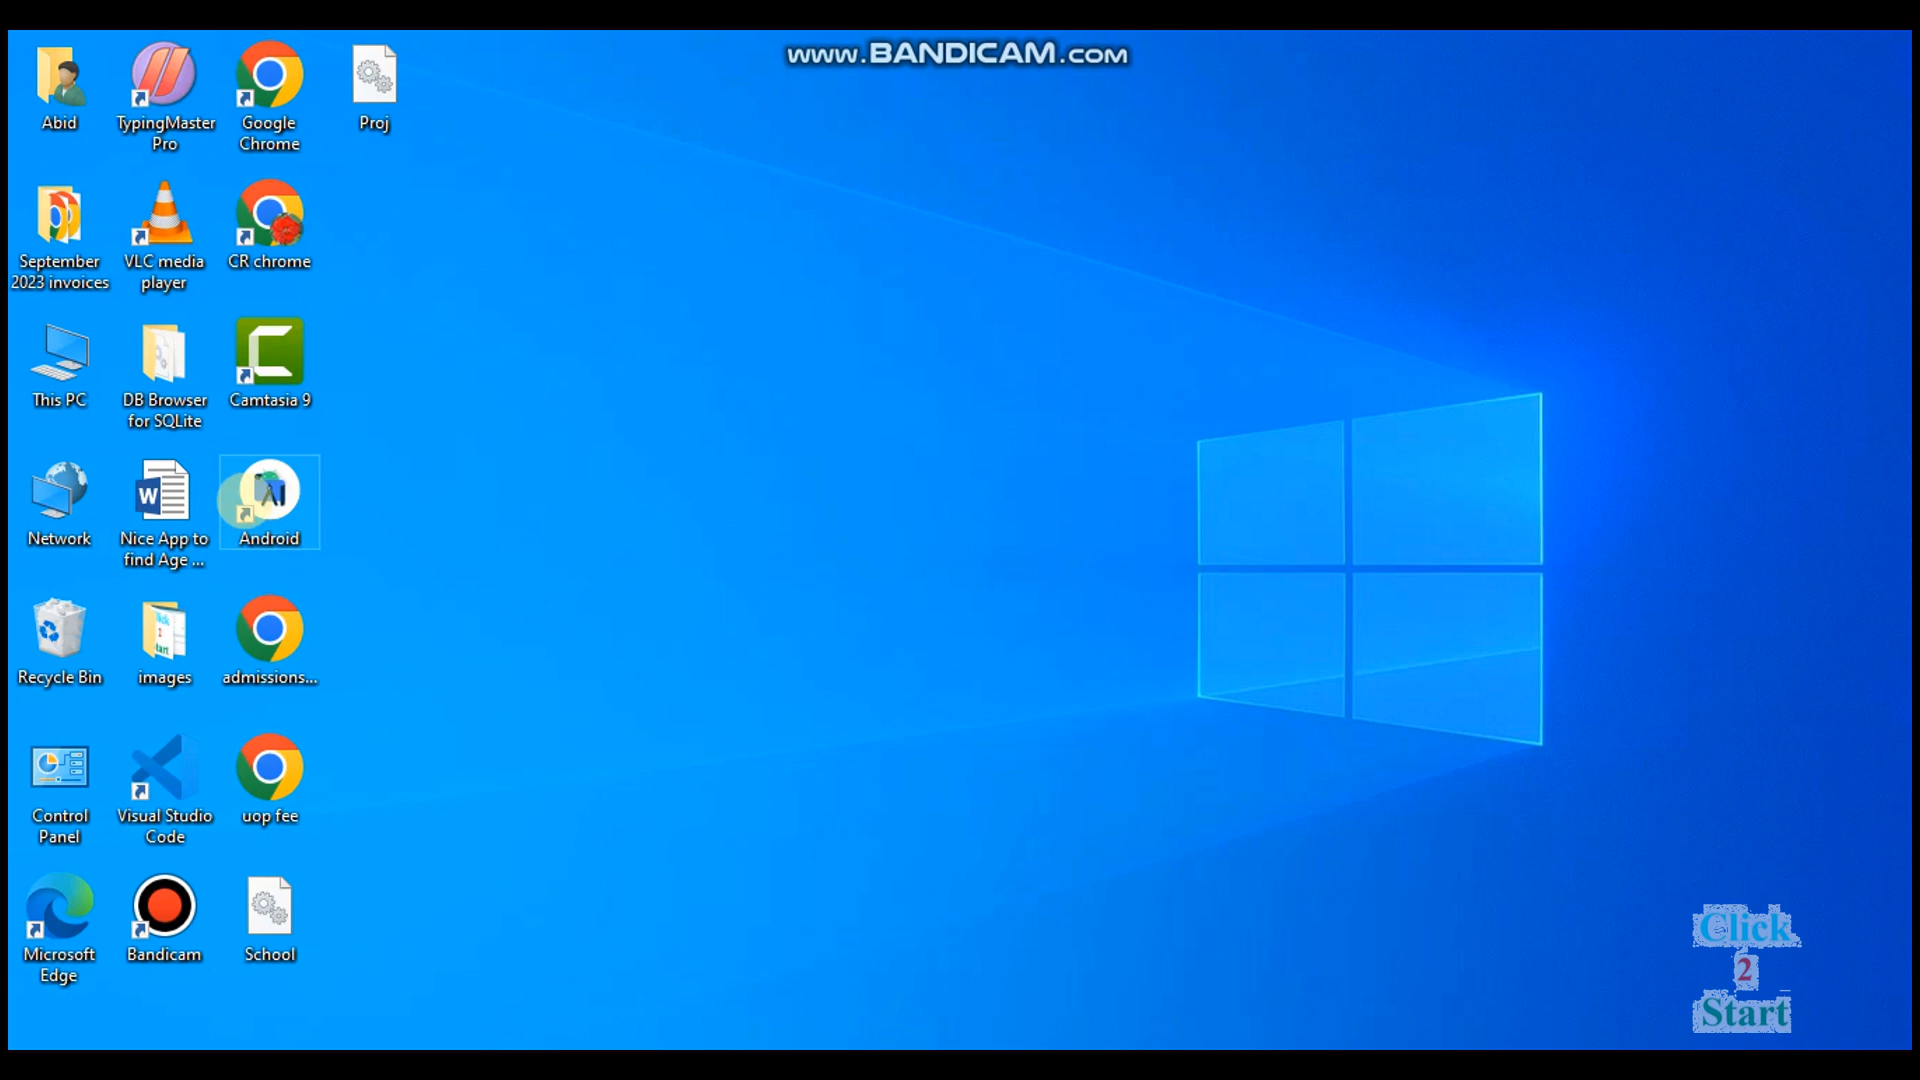 www.BANDICAM.com
Abid
TypingMaster
Pro
Google
Chrome
Proj
September
2023 invoices
VLC media
player
CR chrome
This PC
DB Browser
for SQLite
Camtasia 9
Network
Nice App to
find Age ...
Android
Recycle Bin
images
admissions...
Control
Panel
Visual Studio
Code
uop fee
Microsoft
Edge
Bandicam
School
Click
2
Start